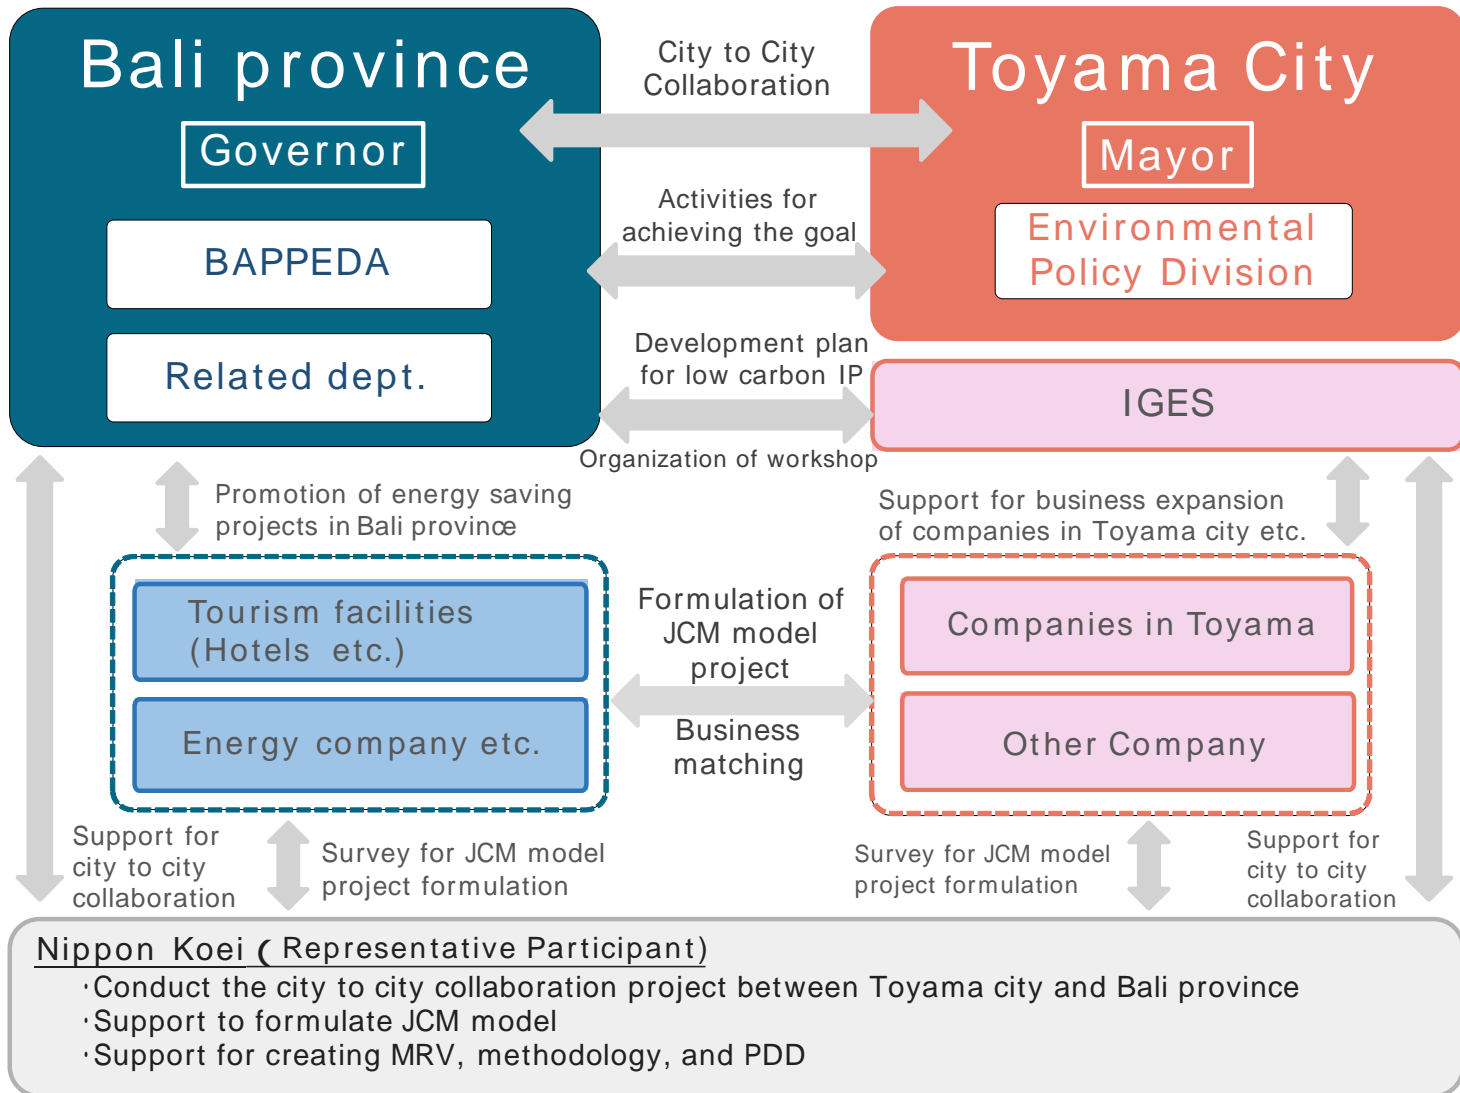 Bali province
Governor
BAPPEDA
Related dept.
City to City
Collaboration
Toyama City
Mayor
Environmental
Policy Division
Activities for
achieving the goal
Development plan
for low carbon IP
Organization of workshop
IGES
Promotion of energy saving
projects in Bali province
Support for business expansion
of companies in Toyama city etc.
Tourism facilities
(Hotels etc.)
Energy company etc.
Formulation of
JCM model
project
Business
matching
Companies in Toyama
Other Company
Support for
city to city
collaboration
Survey for JCM model
project formulation
Survey for JCM model
project formulation
Support for
city to city
collaboration
Nippon Koei (Representative Participant)
・Conduct the city to city collaboration project between Toyama city and Bali province
・Support to formulate JCM model
・Support for creating MRV, methodology, and PDD